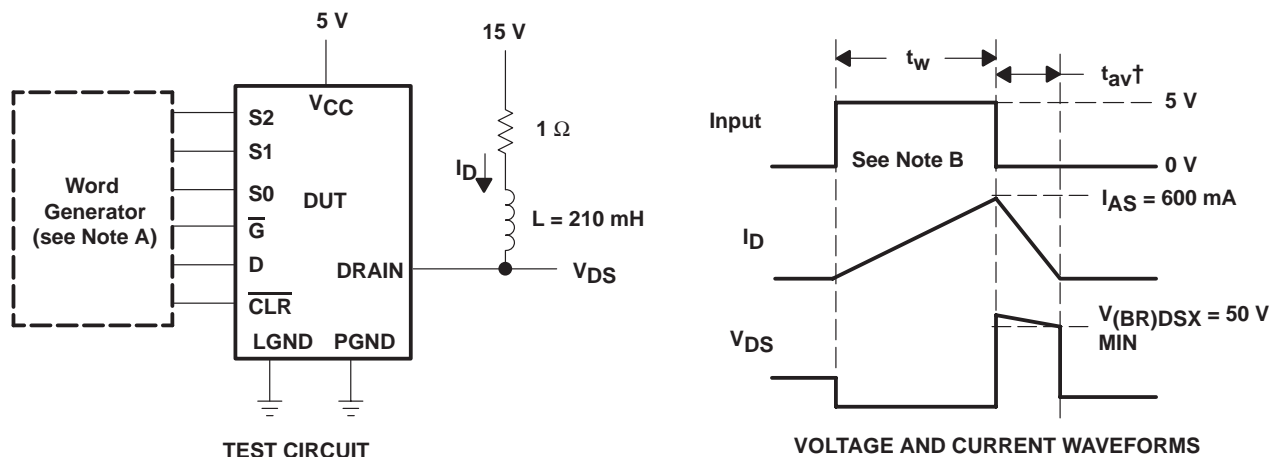 5 V
15 V
VCC
S2
S1
S0
G
D
CLR
DUT
DRAIN
LGND PGND
Word
Generator
(see Note A)
1 Ω
ID
L = 210 mH
VDS
TEST CIRCUIT
tw
tav†
Input
See Note B
5 V
0 V
IAS = 600 mA
ID
V(BR)DSX = 50 V
MIN
VDS
VOLTAGE AND CURRENT WAVEFORMS